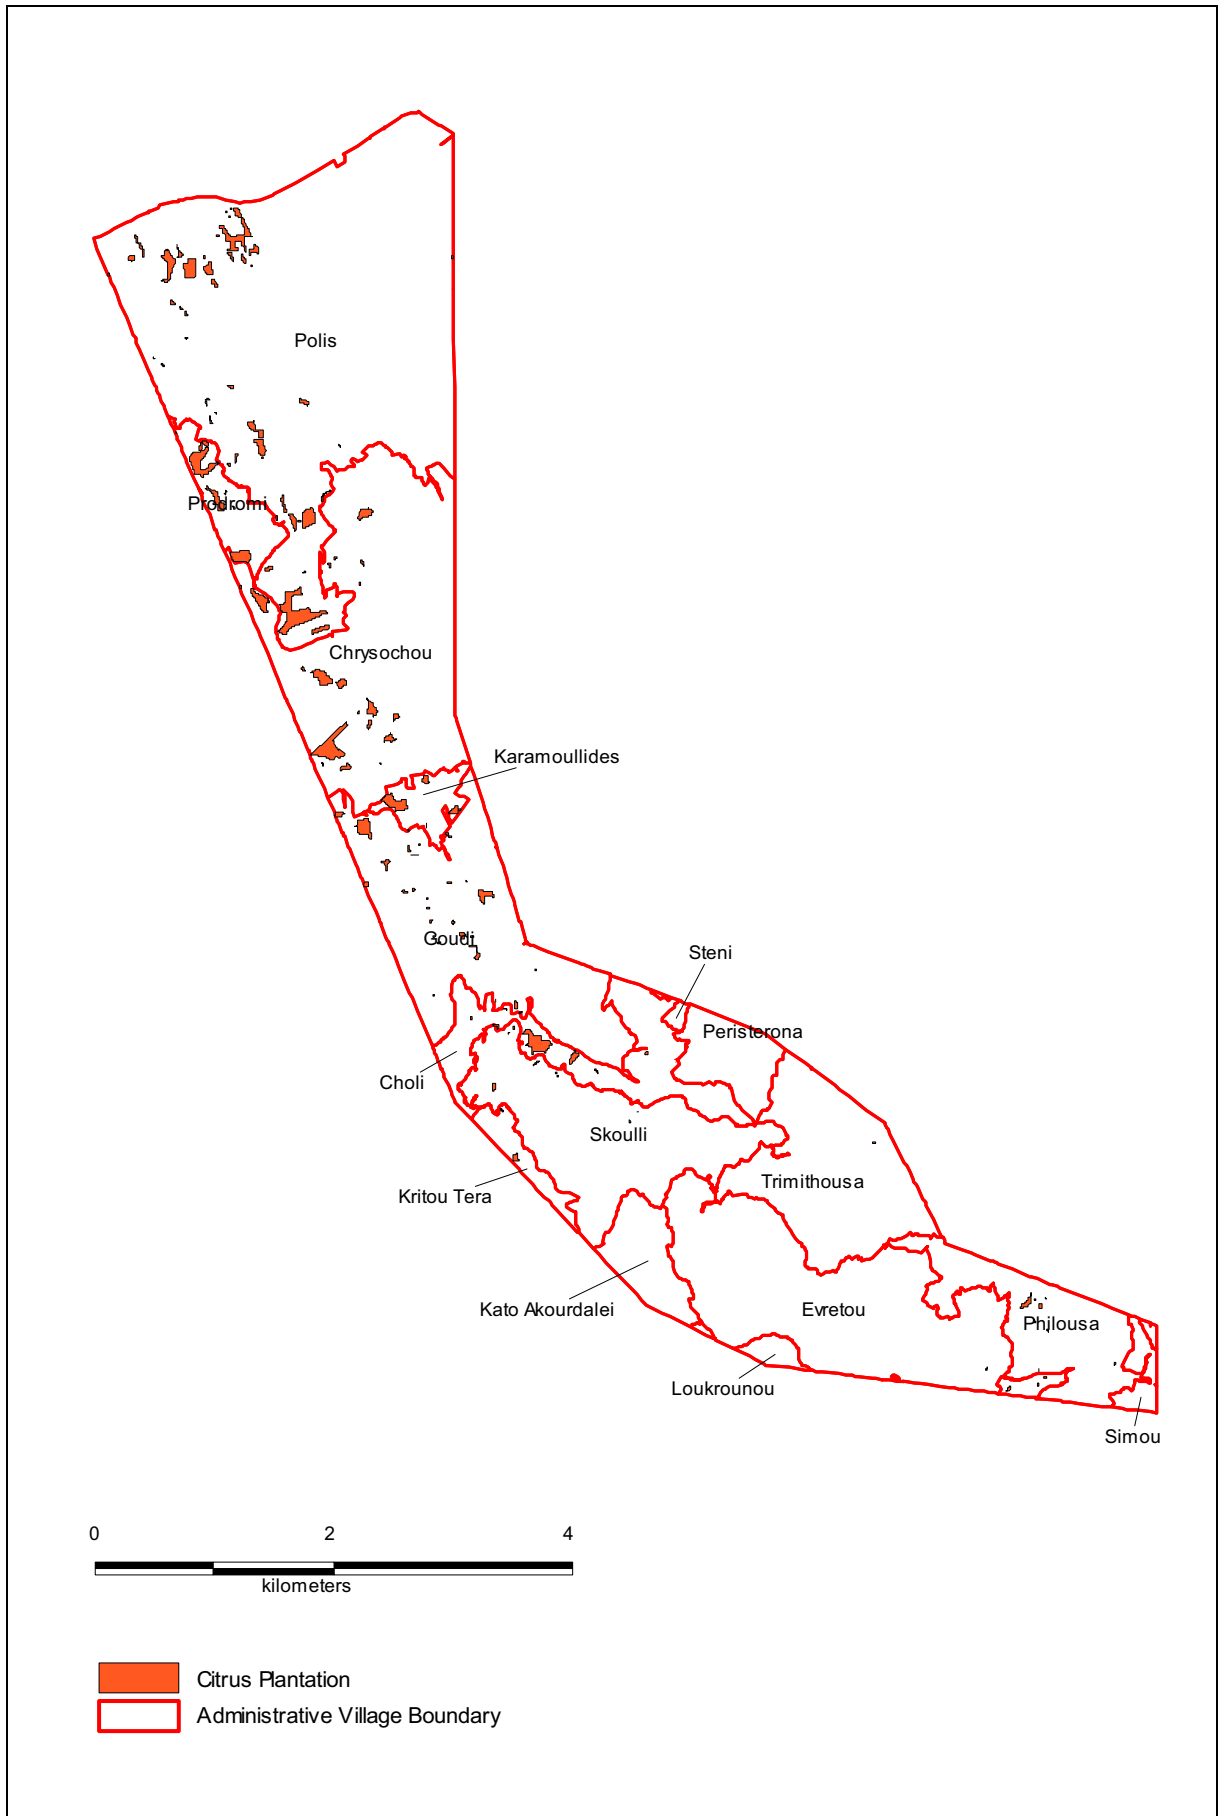 Polis
Prodromi
Chrysochou
Karamoullides
Goudi
Steni
Peristerona
Choli
Skoulli
Trimithousa
Kritou Tera
Kato Akourdalei
Evretou
Philousa
Loukrounou
Simou
0 2 4
kilometers
Citrus Plantation
Administrative Village Boundary